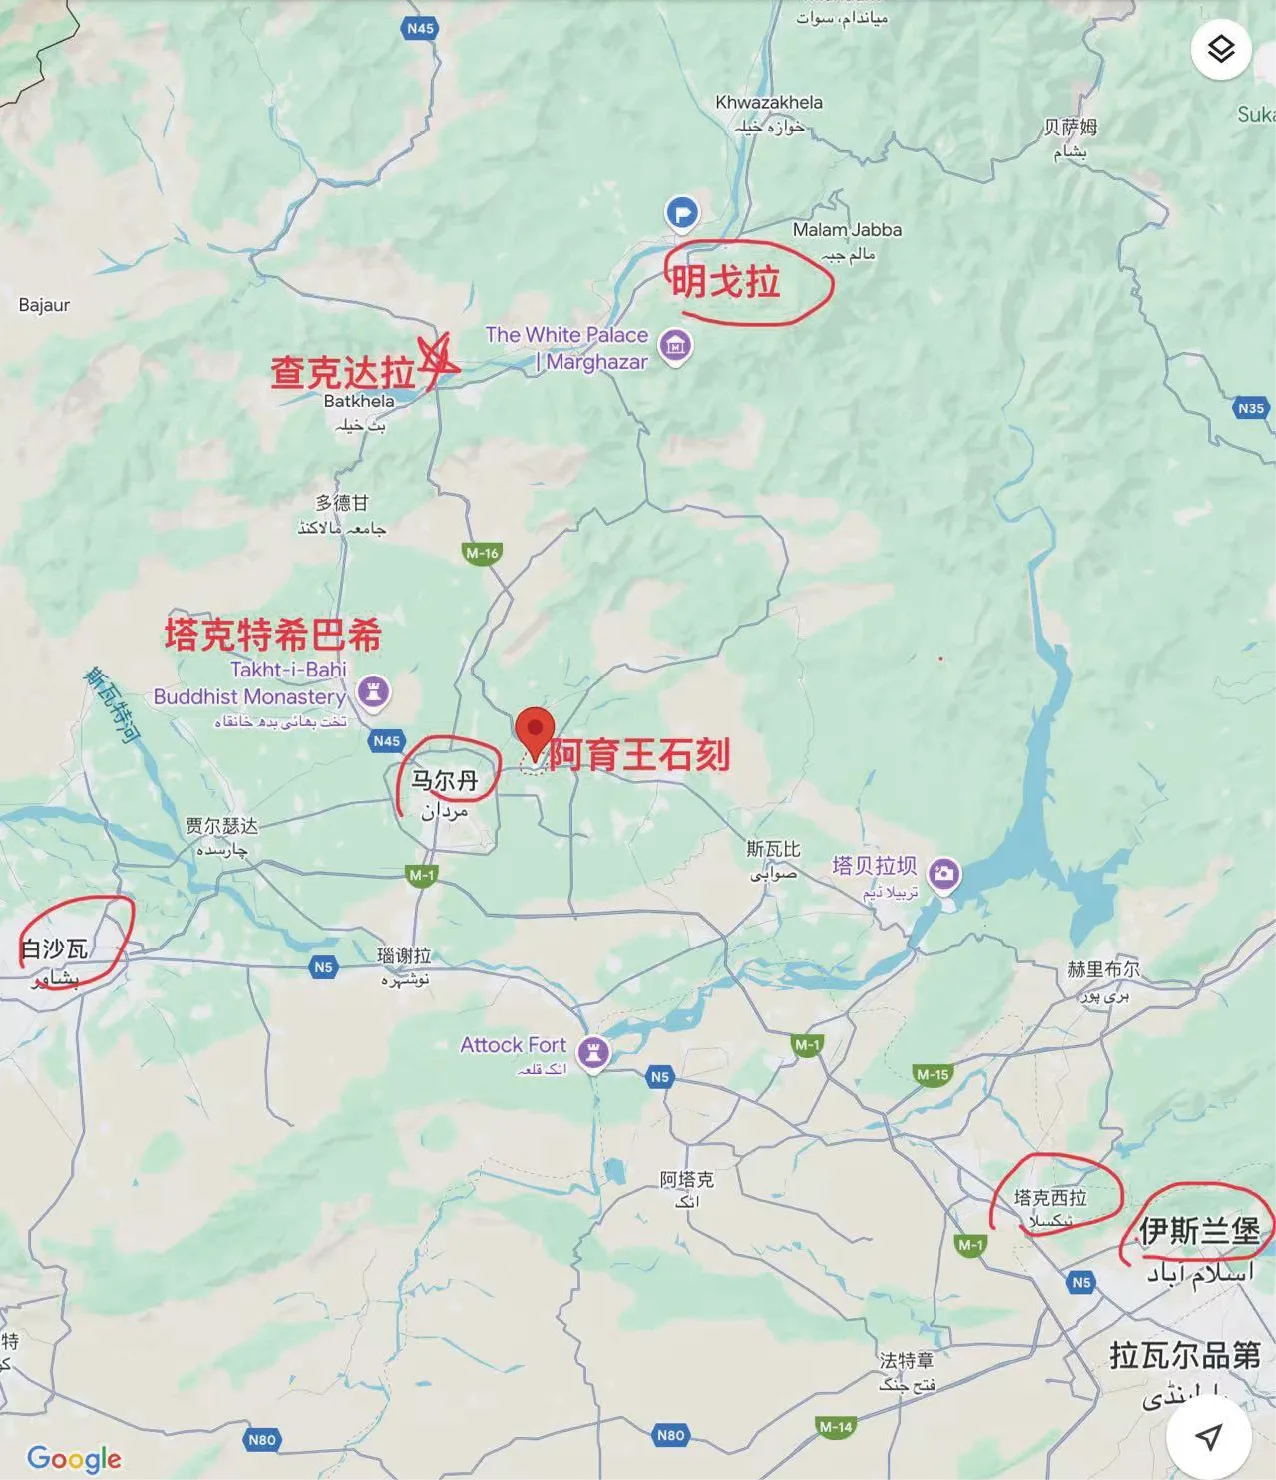 میاندام، سوات
N45
Khwazakhela
خوازہ خیلہ
贝萨姆
بشام
Suka
Malam Jabba
مالم جبہ
明戈拉
Bajaur
The White Palace
| Marghazar
查克达拉
Batkhela
بٹ خیلہ
N35
多德甘
جامعہ مالاکنڈ
M-16
塔克特希巴希
Takht-i-Bahi
Buddhist Monastery
تخت بھائی بدھ خانقاہ
斯瓦特河
N45
阿育王石刻
马尔丹
مردان
贾尔瑟达
چارسدہ
斯瓦比
صوابی
塔贝拉坝
تربیلا ڈیم
M-1
白沙瓦
پشاور
N5
瑙谢拉
نوشہرہ
赫里布尔
ہری پور
Attock Fort
اٹک قلعہ
N5
M-1
M-15
阿塔克
اٹک
塔克西拉
ٹیکسلا
伊斯兰堡
اسلام آباد
M-1
N5
特
拉瓦尔品第
法特章
فتح جنگ
M-14
N80
N80
Google